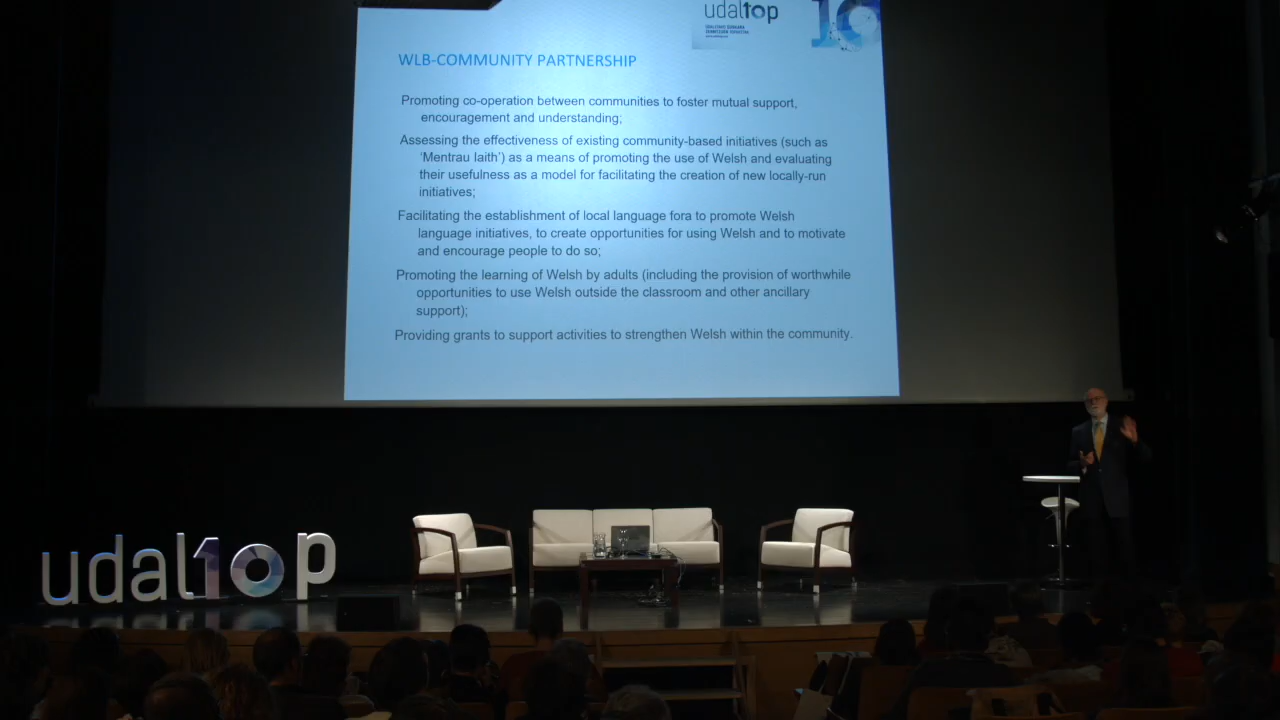 udaltop
10
WLB-COMMUNITY PARTNERSHIP
Promoting co-operation between communities to foster mutual support,
encouragement and understanding;
Assessing the effectiveness of existing community-based initiatives (such as
'Mentrau Iaith') as a means of promoting the use of Welsh and evaluating
their usefulness as a model for facilitating the creation of new locally-run
initiatives;
Facilitating the establishment of local language fora to promote Welsh
language initiatives, to create opportunities for using Welsh and to motivate
and encourage people to do so;
Promoting the learning of Welsh by adults (including the provision of worthwhile
opportunities to use Welsh outside the classroom and other ancillary
support);
Providing grants to support activities to strengthen Welsh within the community.
udal10p